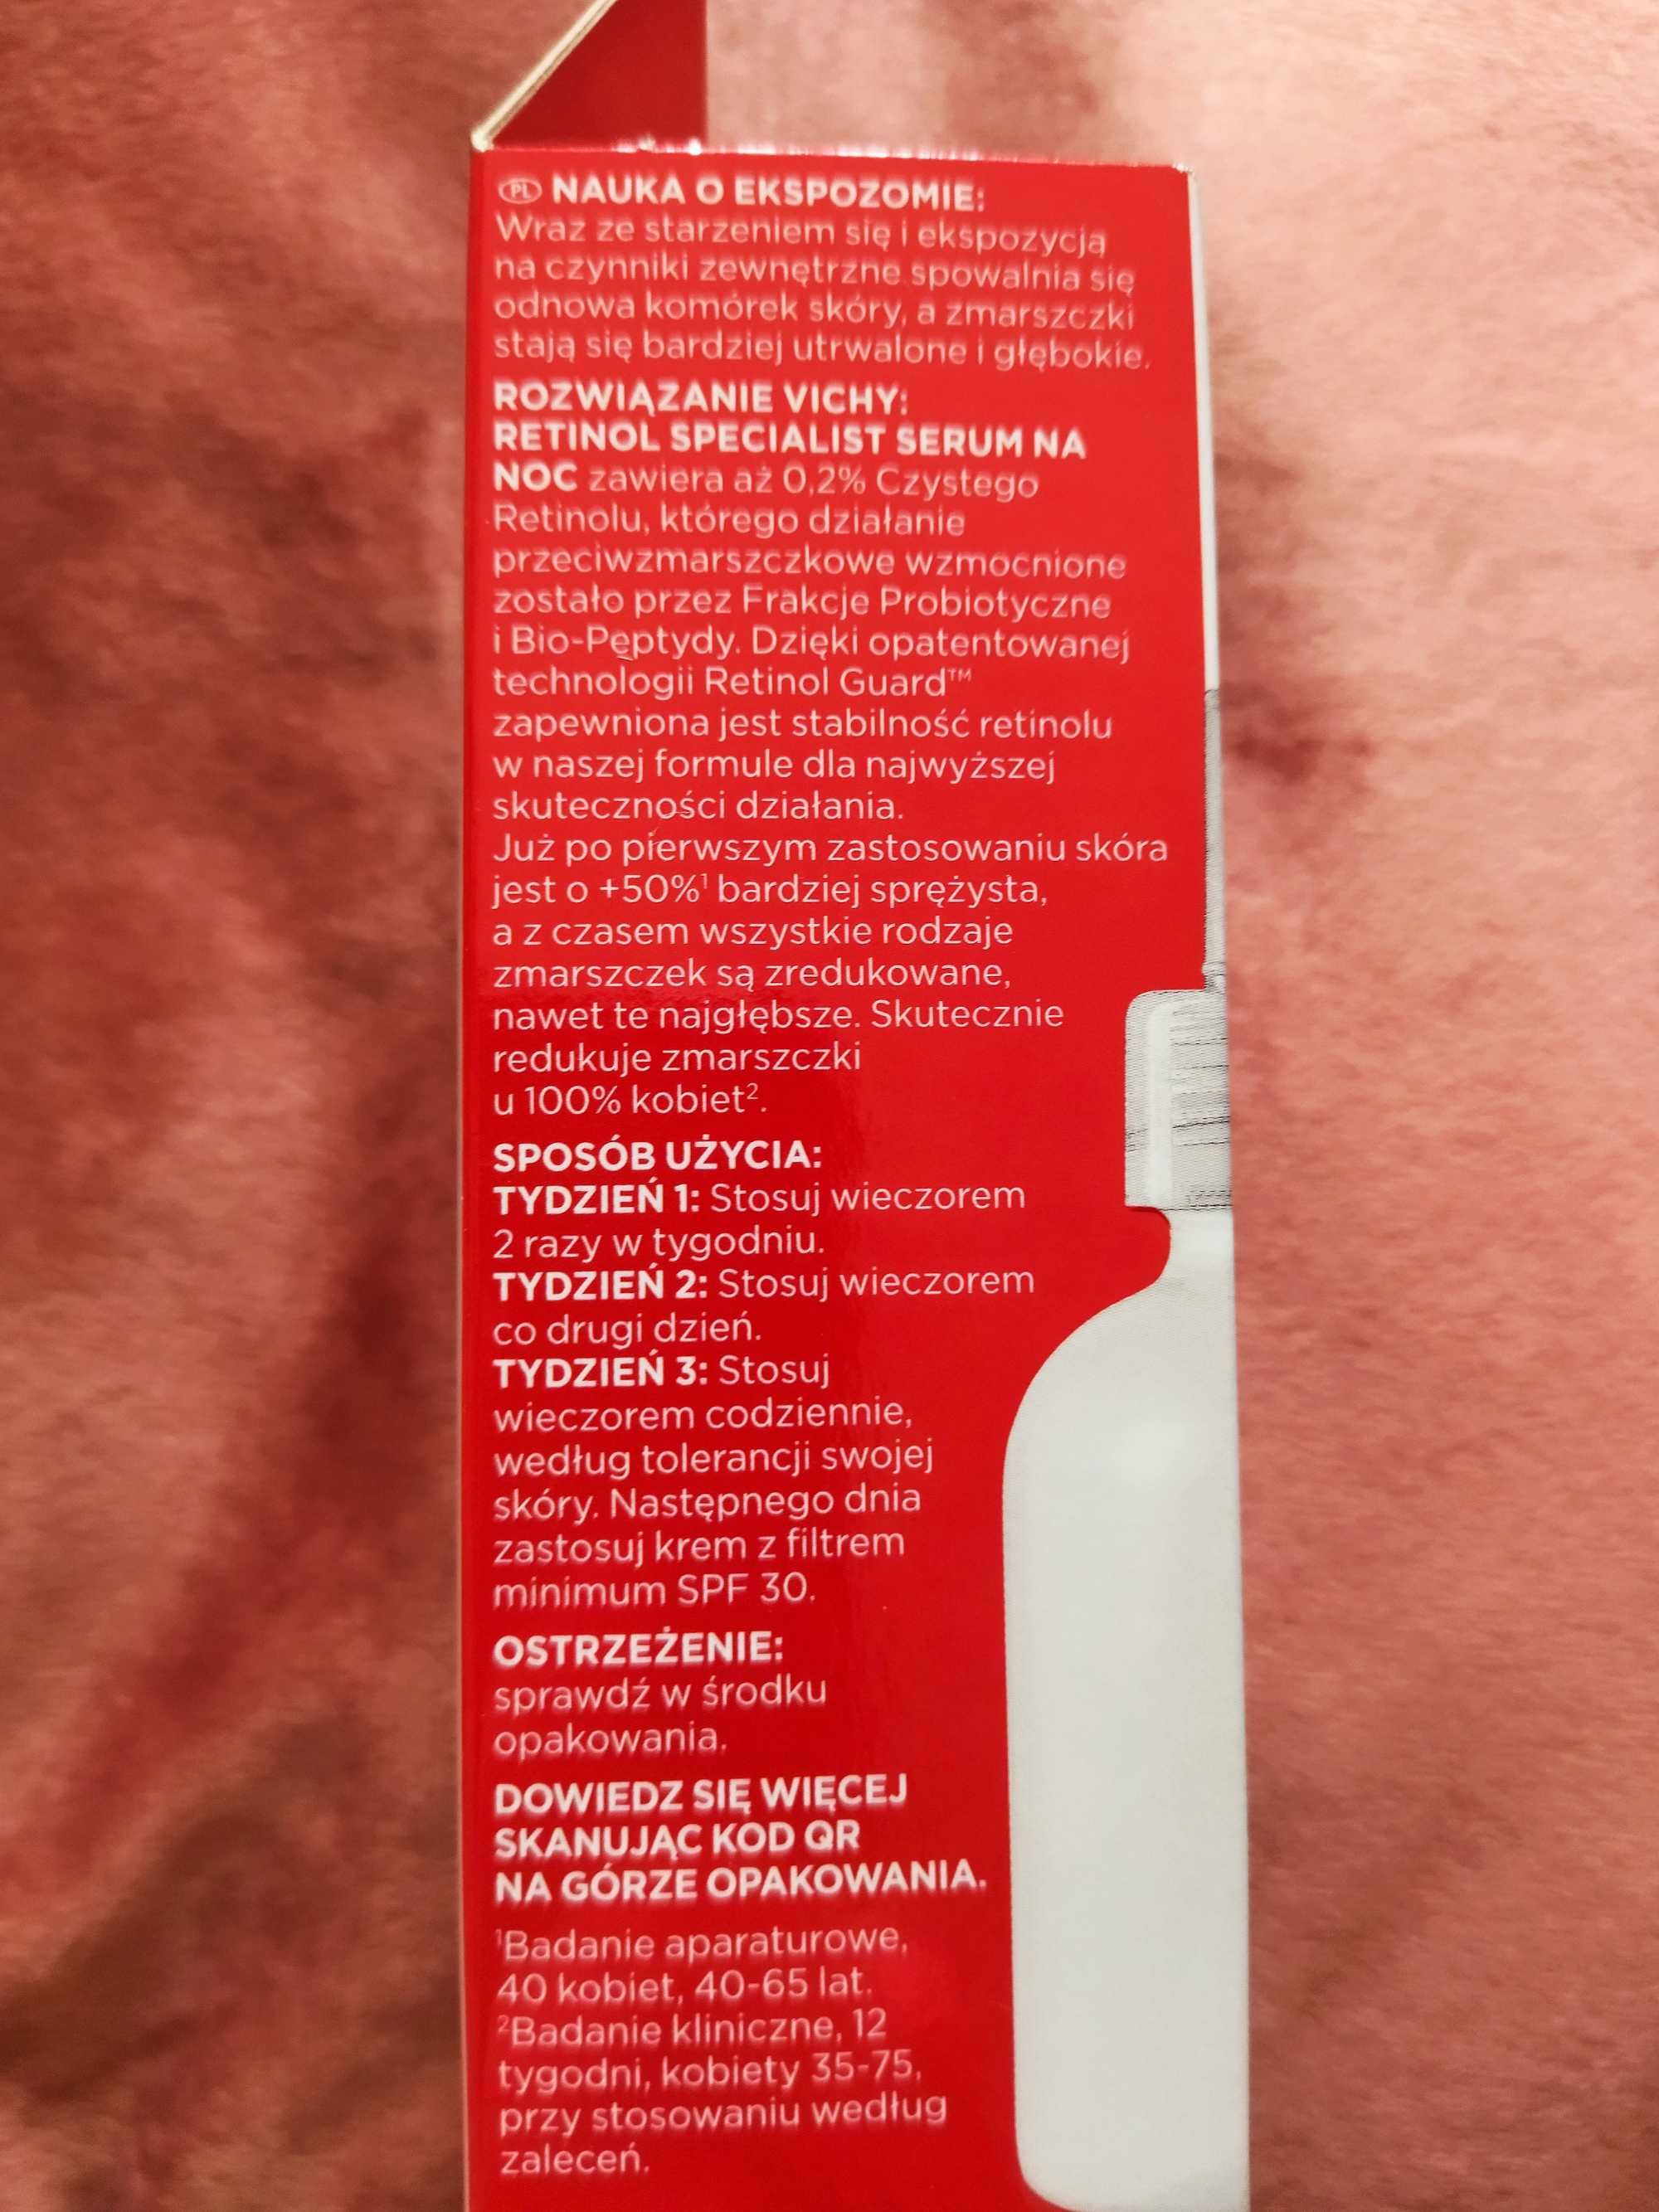 PL NAUKA O EKSPOZOMIE:
Wraz ze starzeniem się i ekspozycją
na czynniki zewnętrzne spowalnia się
odnowa komórek skóry, a zmarszczki
stają się bardziej utrwalone i głębokie.
ROZWIĄZANIE VICHY:
RETINOL SPECIALIST SERUM NA
NOC zawiera aż 0,2% Czystego
Retinolu, którego działanie
przeciwzmarszczkowe wzmocnione
zostało przez Frakcje Probiotyczne
i Bio-Peptydy. Dzięki opatentowanej
technologii Retinol Guard™
zapewniona jest stabilność retinolu
w naszej formule dla najwyższej
skuteczności działania.
Już po pierwszym zastosowaniu skóra
jest o +50%¹ bardziej sprężysta,
a z czasem wszystkie rodzaje
zmarszczek są zredukowane,
nawet te najgłębsze. Skutecznie
redukuje zmarszczki
u 100% kobiet².
SPOSÓB UŻYCIA:
TYDZIEŃ 1: Stosuj wieczorem
2 razy w tygodniu.
TYDZIEŃ 2: Stosuj wieczorem
co drugi dzień.
TYDZIEŃ 3: Stosuj
wieczorem codziennie,
według tolerancji swojej
skóry. Następnego dnia
zastosuj krem z filtrem
minimum SPF 30.
OSTRZEŻENIE:
sprawdź w środku
opakowania.
DOWIEDZ SIĘ WIĘCEJ
SKANUJĄC KOD QR
NA GÓRZE OPAKOWANIA.
¹Badanie aparaturowe,
40 kobiet, 40-65 lat.
²Badanie kliniczne, 12
tygodni, kobiety 35-75,
przy stosowaniu według
zaleceń.